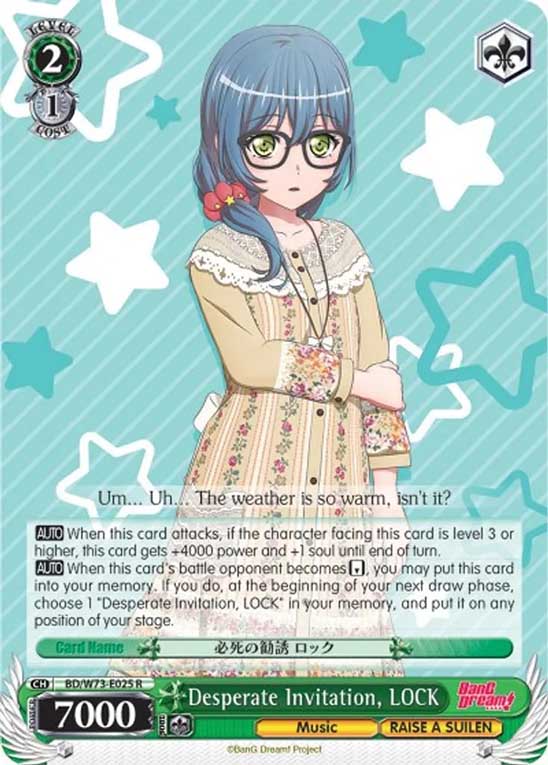 LEVEL
2
1
COST
Um... Uh... The weather is so warm, isn't it?
AUTO When this card attacks, if the character facing this card is level 3 or
higher, this card gets +4000 power and +1 soul until end of turn.
AUTO When this card's battle opponent becomes [▼], you may put this card
into your memory. If you do, at the beginning of your next draw phase,
choose 1 "Desperate Invitation, LOCK" in your memory, and put it on any
position of your stage.
Card Name 必死の勧誘 ロック
CH BD/W73-E025 R
Desperate Invitation, LOCK
BanG Dream!
POWER 7000 SOUL
Music RAISE A SUILEN
©BanG Dream! Project